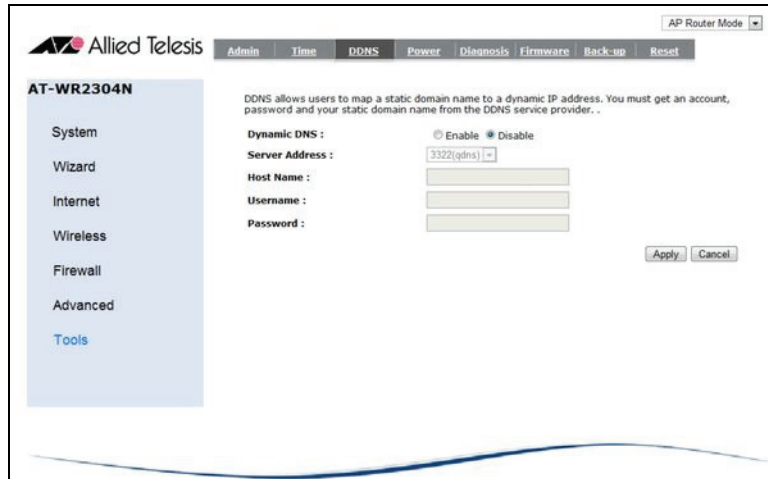 AP Router Mode
Allied Telesis
Admin Time DDNS Power Diagnosis Firmware Back-up Reset
AT-WR2304N
System
Wizard
Internet
Wireless
Firewall
Advanced
Tools
DDNS allows users to map a static domain name to a dynamic IP address. You must get an account,
password and your static domain name from the DDNS service provider. .
Dynamic DNS : Enable Disable
Server Address : 3322(qdns)
Host Name :
Username :
Password :
Apply Cancel